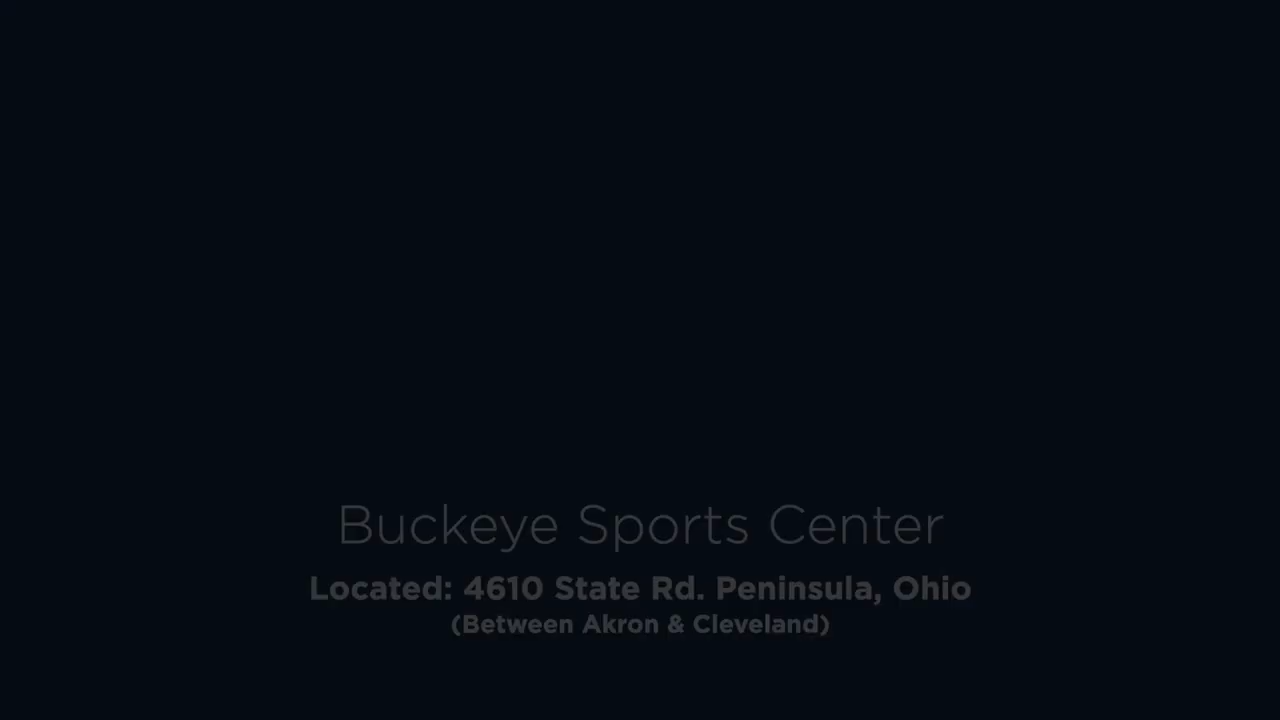 Buckeye Sports Center
Located: 4610 State Rd. Peninsula, Ohio
(Between Akron & Cleveland)